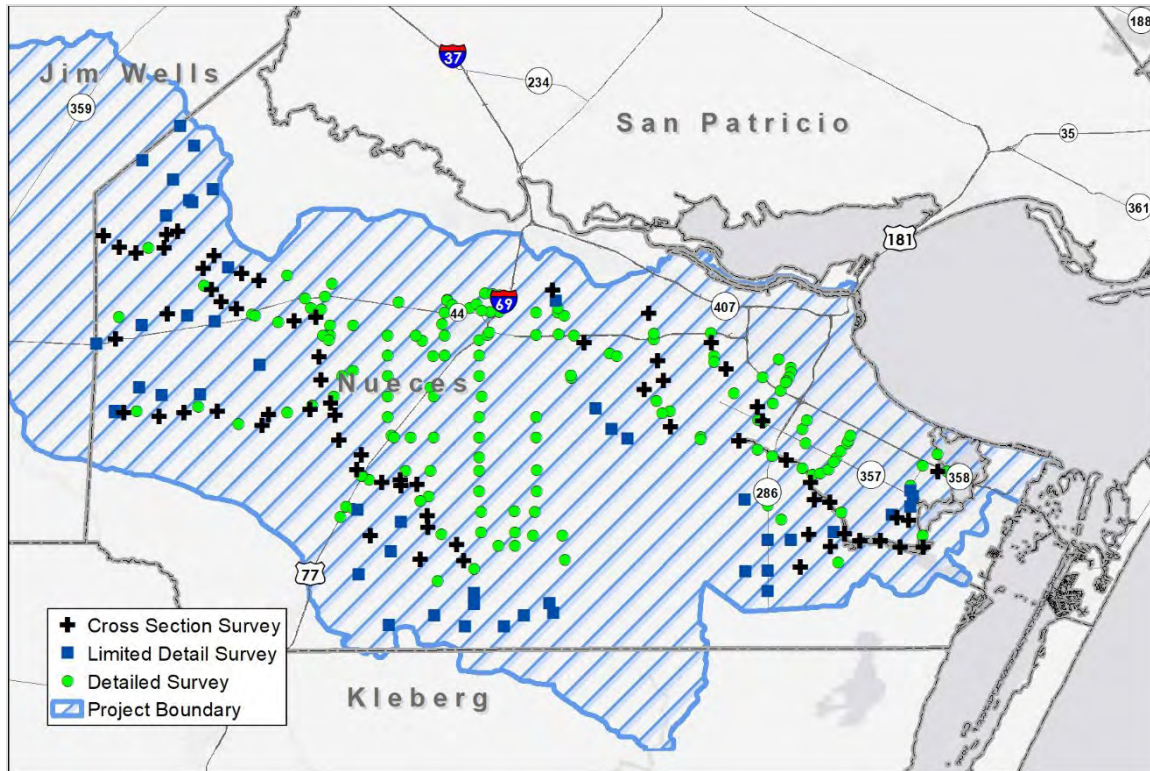 188
37
Jim Wells
234
359
San Patricio
35
361
181
69
407
44
Nueces
357
358
286
77
Cross Section Survey
Limited Detail Survey
Detailed Survey
Project Boundary
Kleberg